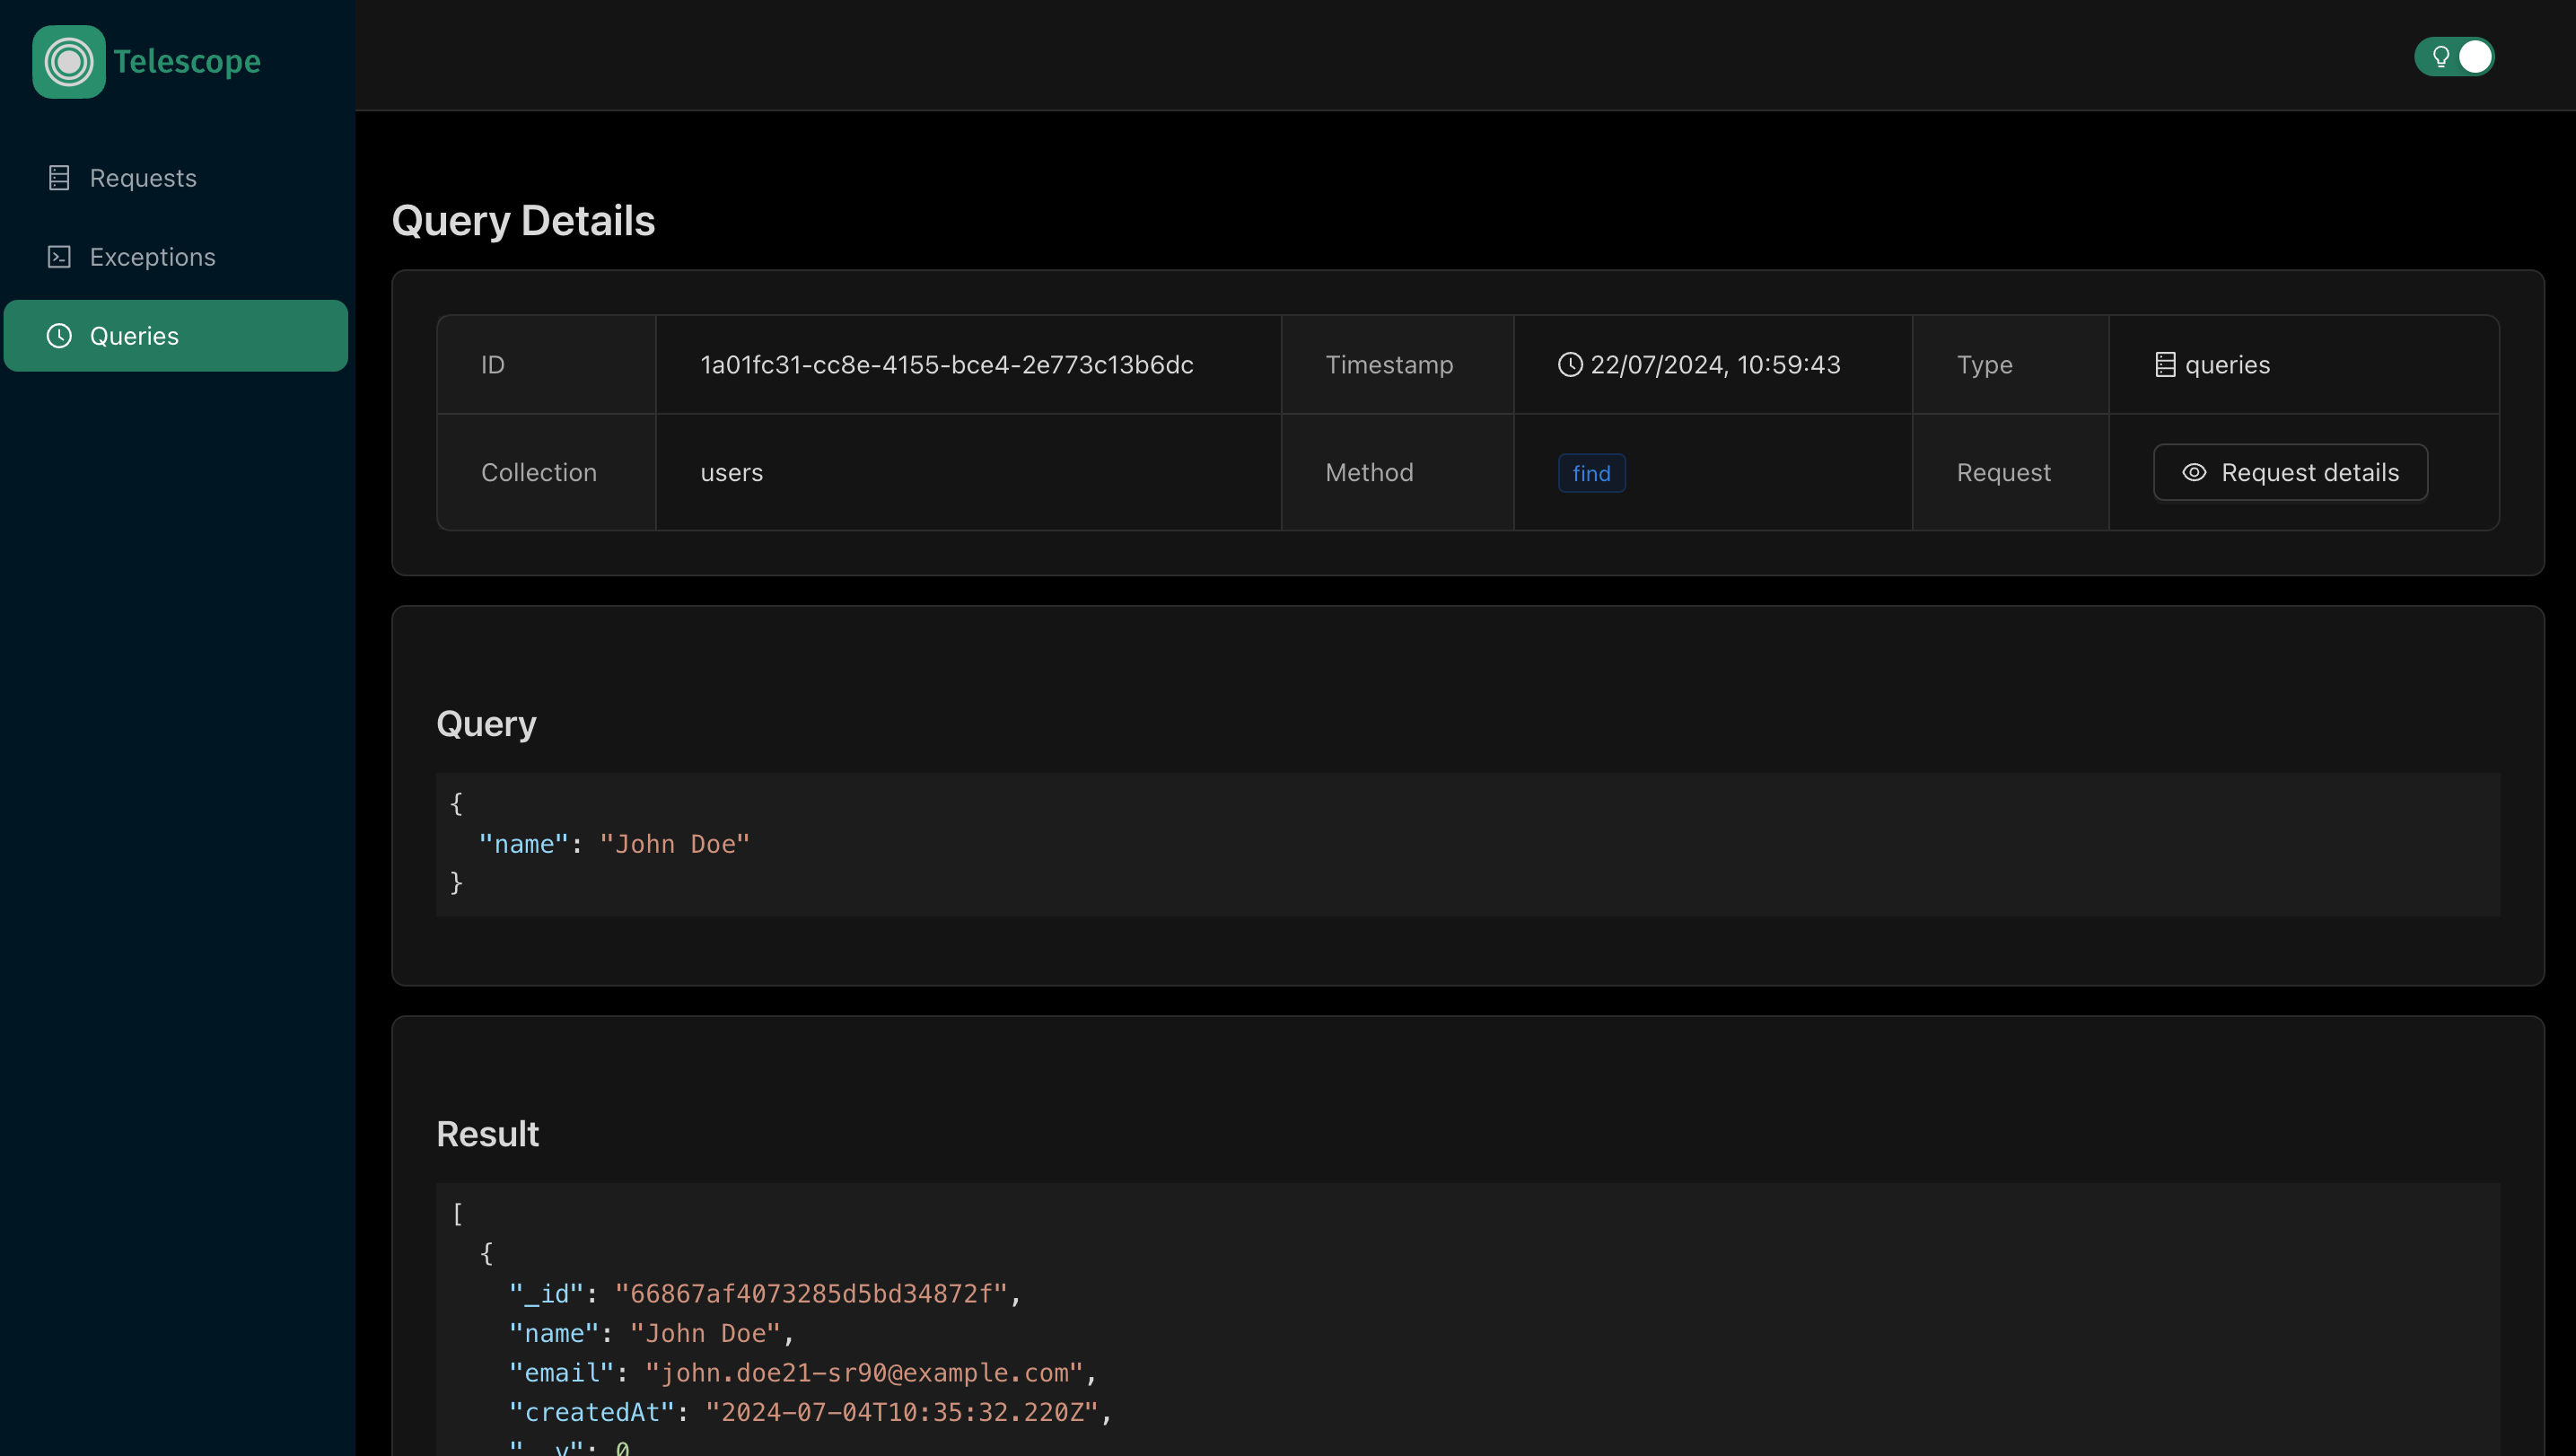 Telescope
Requests
Exceptions
Queries
Query Details
ID 1a01fc31-cc8e-4155-bce4-2e773c13b6dc Timestamp 22/07/2024, 10:59:43 Type queries
Collection users Method find Request Request details
Query
{
  "name": "John Doe"
}
Result
[
  {
    "_id": "66867af4073285d5bd34872f",
    "name": "John Doe",
    "email": "john.doe21-sr90@example.com",
    "createdAt": "2024-07-04T10:35:32.220Z",
    "__v": 0